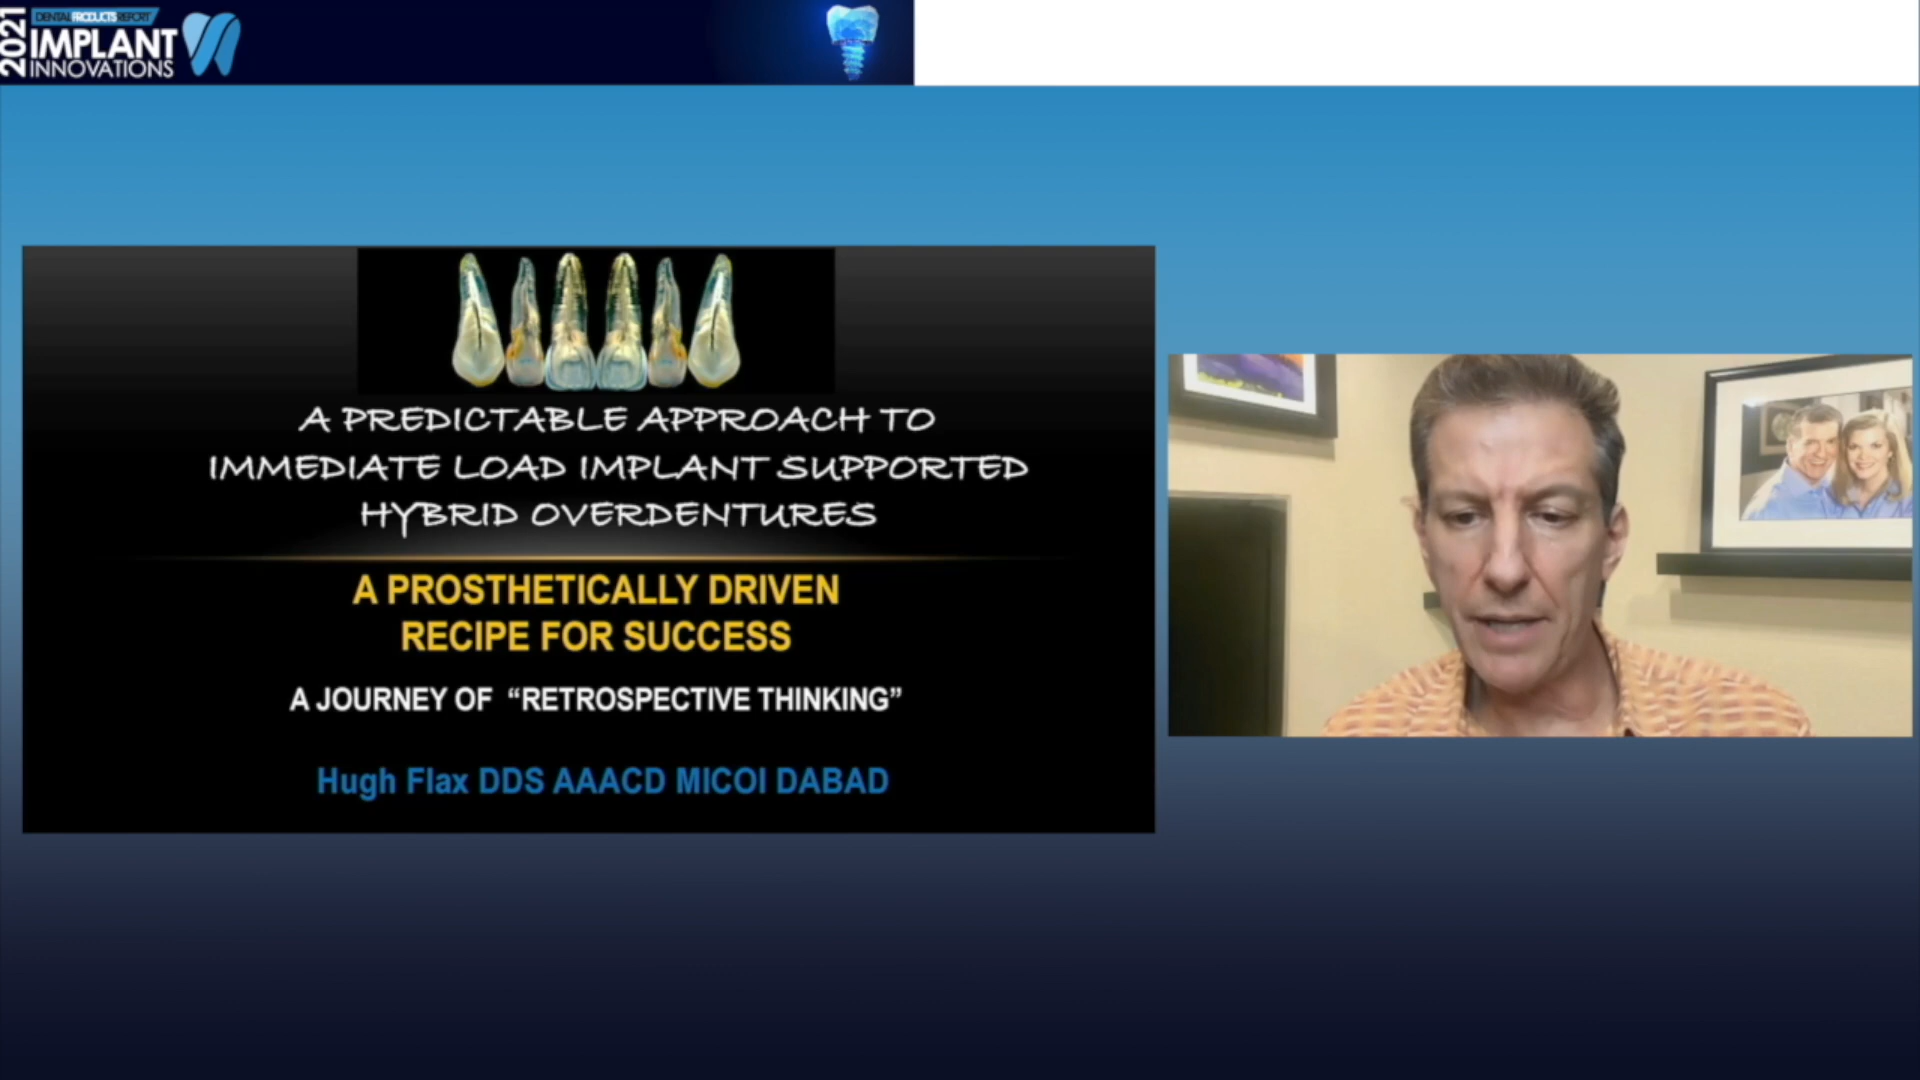 2021
DENTAL PRODUCTS REPORT
IMPLANT
INNOVATIONS
A PREDICTABLE APPROACH TO
IMMEDIATE LOAD IMPLANT SUPPORTED
HYBRID OVERDENTURES
A PROSTHETICALLY DRIVEN
RECIPE FOR SUCCESS
A JOURNEY OF “RETROSPECTIVE THINKING”
Hugh Flax DDS AAACD MICOI DABAD